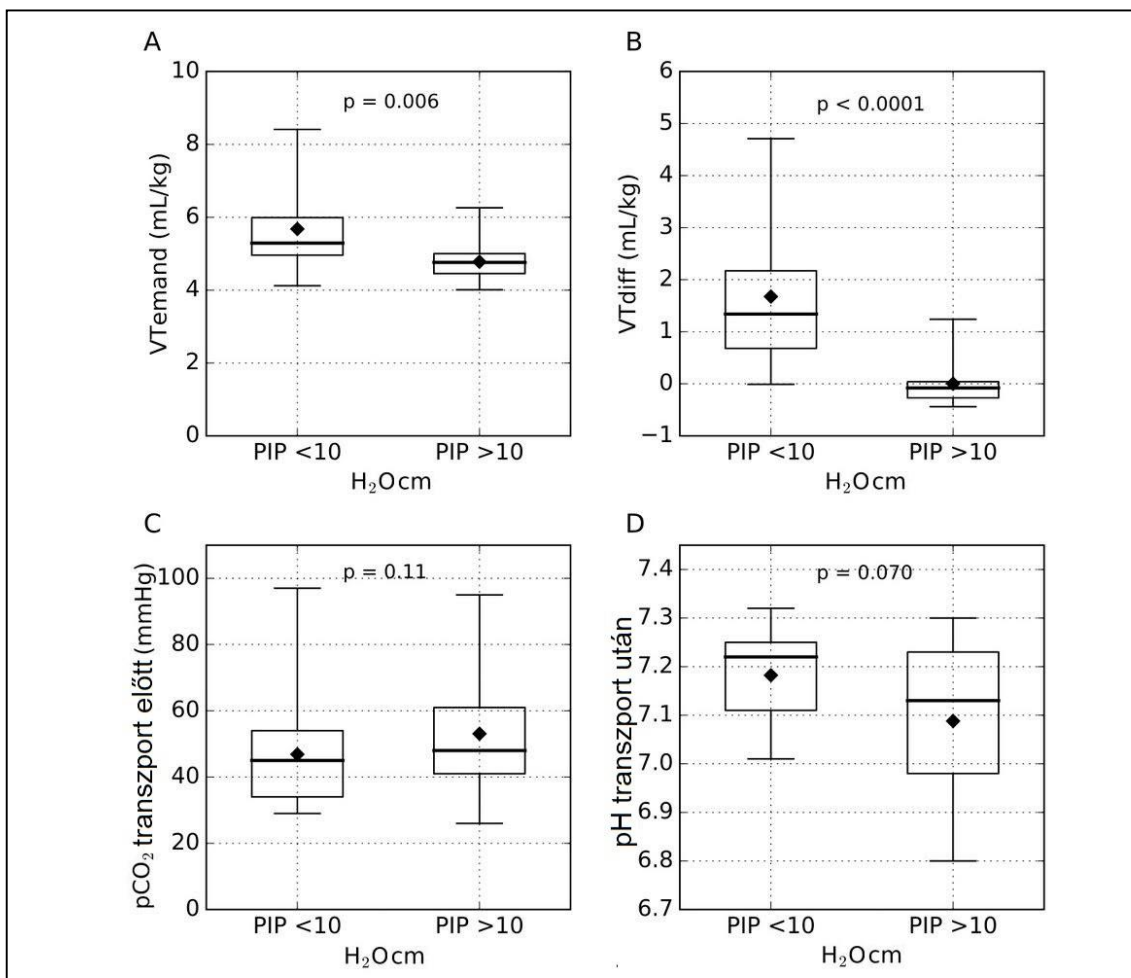 A
VTemand (mL/kg)
10
8
6
4
2
0
p = 0.006
PIP <10
PIP >10
H₂Ocm
B
VTdiff (mL/kg)
6
5
4
3
2
1
0
−1
p < 0.0001
PIP <10
PIP >10
H₂Ocm
C
pCO₂ transzport előtt (mmHg)
100
80
60
40
20
0
p = 0.11
PIP <10
PIP >10
H₂Ocm
D
pH transzport után
7.4
7.3
7.2
7.1
7.0
6.9
6.8
6.7
p = 0.070
PIP <10
PIP >10
H₂Ocm